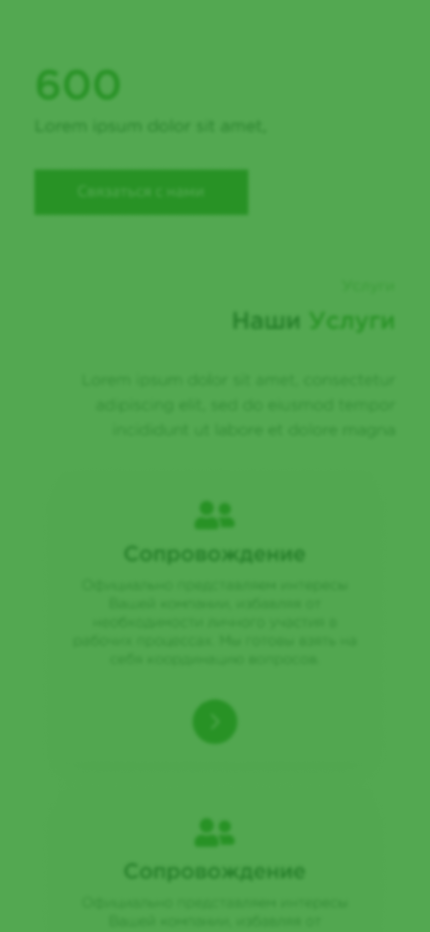 600
Lorem ipsum dolor sit amet,
Связаться с нами
Услуги
Наши Услуги
Lorem ipsum dolor sit amet, consectetur
adipiscing elit, sed do eiusmod tempor
incididunt ut labore et dolore magna
Сопровождение
Официально представляем интересы
Вашей компании, избавляя от
необходимости личного участия в
рабочих процессах. Мы готовы взять на
себя координацию вопросов.
Сопровождение
Официально представляем интересы
Вашей компании, избавляя от